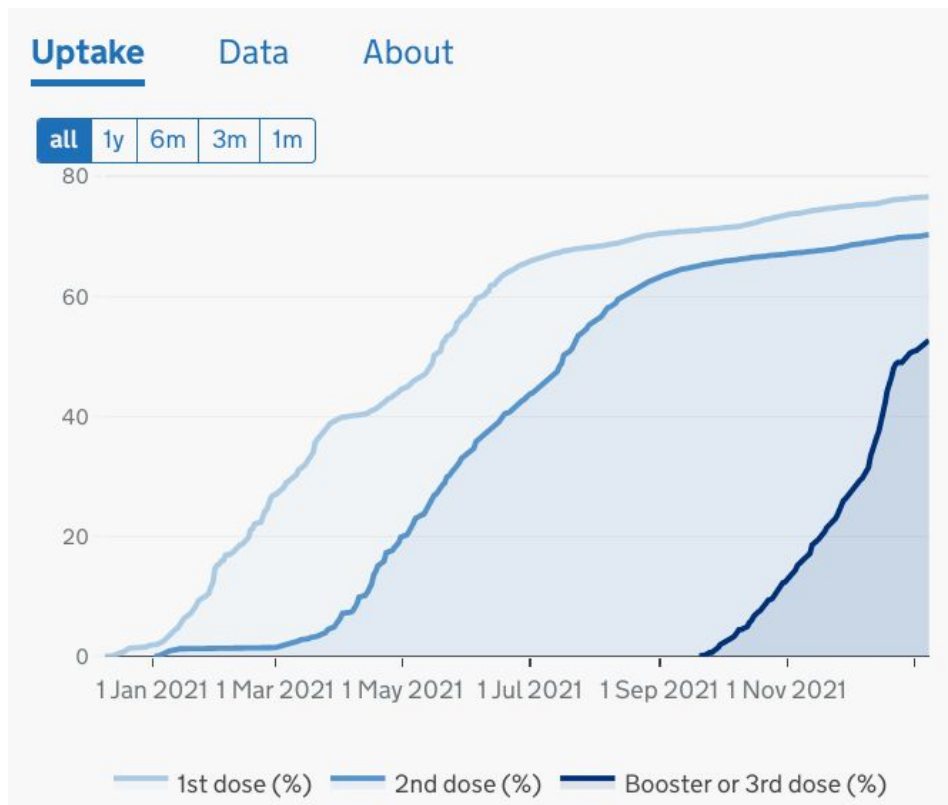 Uptake Data About
all 1y 6m 3m 1m
80
60
40
20
0
1 Jan 2021 1 Mar 2021 1 May 2021 1 Jul 2021 1 Sep 2021 1 Nov 2021
1st dose (%) 2nd dose (%) Booster or 3rd dose (%)